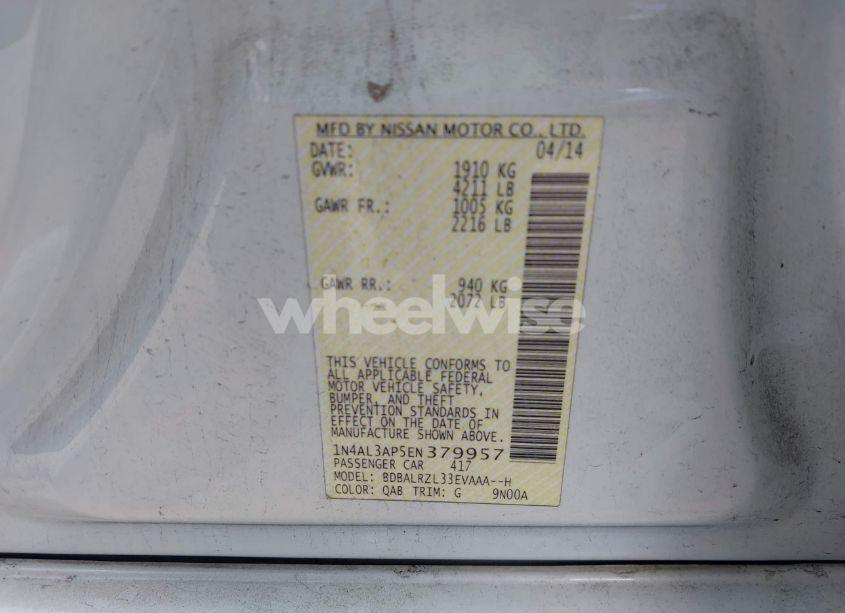 MFD BY NISSAN MOTOR CO., LTD.
DATE: 04/14
GVWR: 1910 KG
4211 LB
GAWR FR.: 1005 KG
2216 LB
GAWR RR.: 940 KG
2072 LB
wheelwise
THIS VEHICLE CONFORMS TO
ALL APPLICABLE FEDERAL
MOTOR VEHICLE SAFETY,
BUMPER, AND THEFT
PREVENTION STANDARDS IN
EFFECT ON THE DATE OF
MANUFACTURE SHOWN ABOVE.
1N4AL3AP5EN379957
PASSENGER CAR 417
MODEL: BDBALRZL33EVAAA--H
COLOR: QAB TRIM: G 9N00A